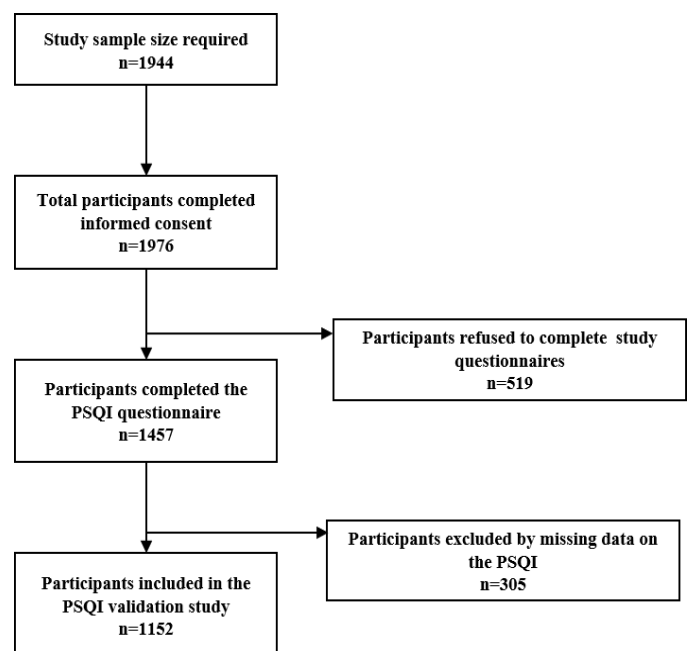 Study sample size required
n=1944
Total participants completed
informed consent
n=1976
Participants refused to complete study
questionnaires
n=519
Participants completed the
PSQI questionnaire
n=1457
Participants excluded by missing data on
the PSQI
n=305
Participants included in the
PSQI validation study
n=1152